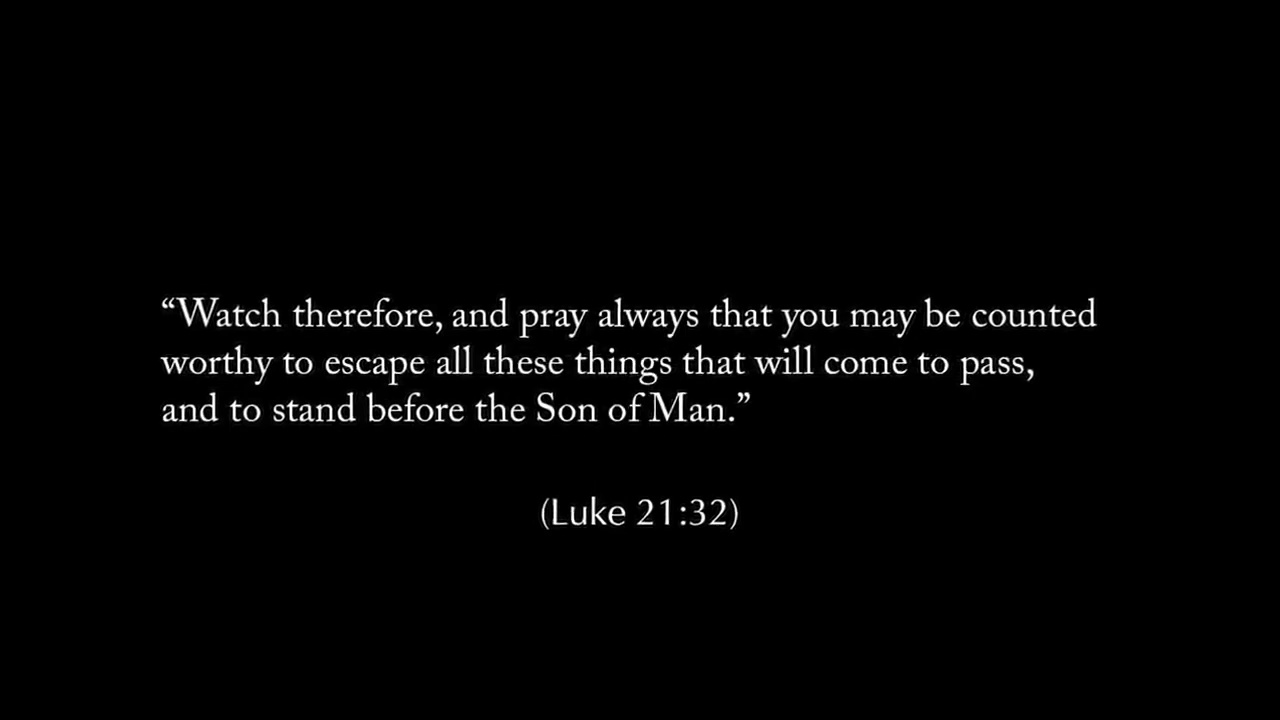 “Watch therefore, and pray always that you may be counted
worthy to escape all these things that will come to pass,
and to stand before the Son of Man.”
(Luke 21:32)